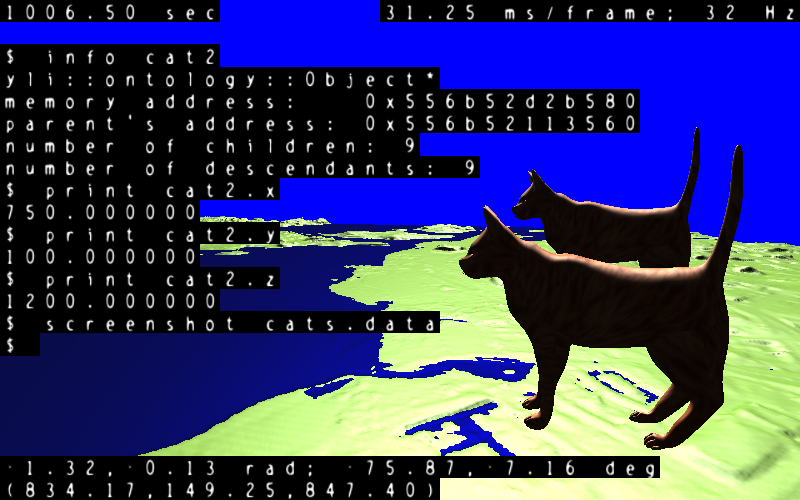 1006.50 sec
31.25 ms/frame; 32 Hz
$ info cat2
yli::ontology::Object*
memory address: 0x556b52d2b580
parent's address: 0x556b52113560
number of children: 9
number of descendants: 9
$ print cat2.x
750.000000
$ print cat2.y
100.000000
$ print cat2.z
1200.000000
$ screenshot cats.data
$
-1.32,-0.13 rad; -75.87,-7.16 deg
(834.17,149.25,847.40)